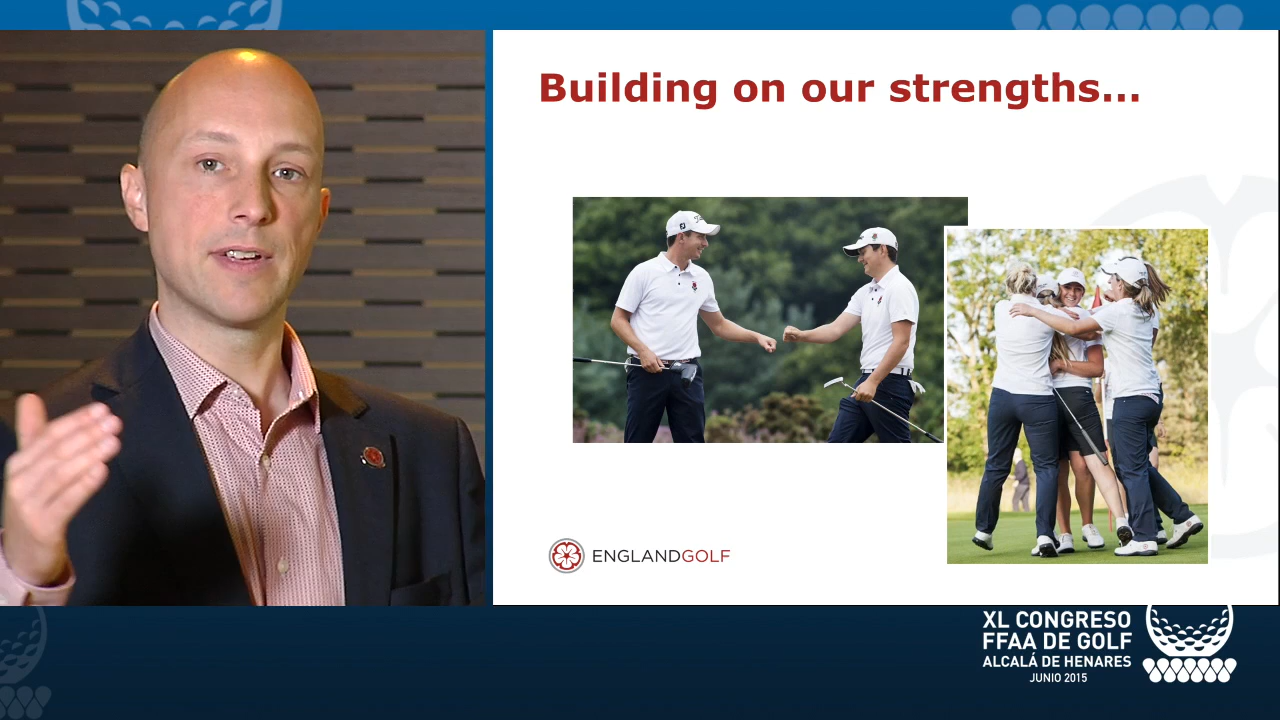 Building on our strengths...
ENGLANDGOLF
XL CONGRESO
FFAA DE GOLF
ALCALÁ DE HENARES
JUNIO 2015